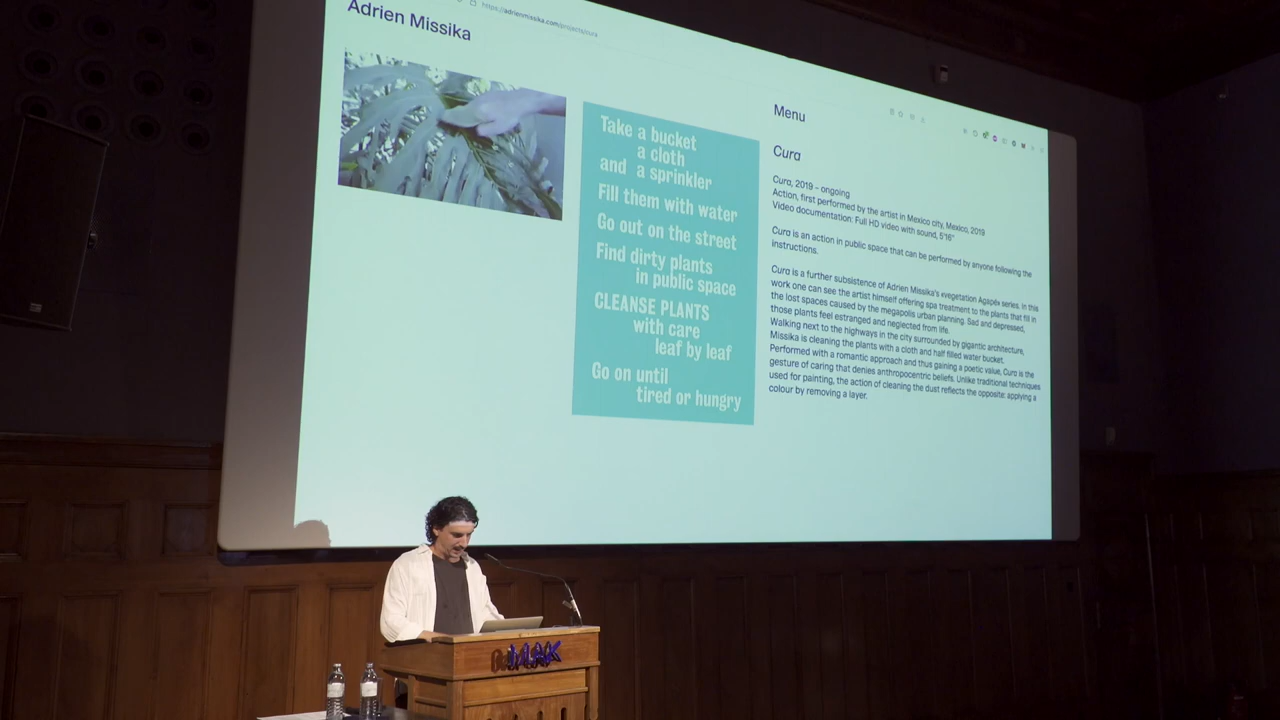 https://adrienmissika.com/projects/cura
Adrien Missika
Take a bucket
a cloth
and a sprinkler
Fill them with water
Go out on the street
Find dirty plants
in public space
CLEANSE PLANTS
with care
leaf by leaf
Go on until
tired or hungry
Menu
Cura
Cura, 2019 – ongoing
Action, first performed by the artist in Mexico city, Mexico, 2019
Video documentation: Full HD video with sound, 5'16"
Cura is an action in public space that can be performed by anyone following the
instructions.
Cura is a further subsistence of Adrien Missika's evegetation Agapéx series. In this
work one can see the artist himself offering spa treatment to the plants that fill in
the lost spaces caused by the megapolis urban planning. Sad and depressed,
those plants feel estranged and neglected from life.
Walking next to the highways in the city surrounded by gigantic architecture,
Missika is cleaning the plants with a cloth and half filled water bucket.
Performed with a romantic approach and thus gaining a poetic value, Cura is the
gesture of caring that denies anthropocentric beliefs. Unlike traditional techniques
used for painting, the action of cleaning the dust reflects the opposite: applying a
colour by removing a layer.
MAK